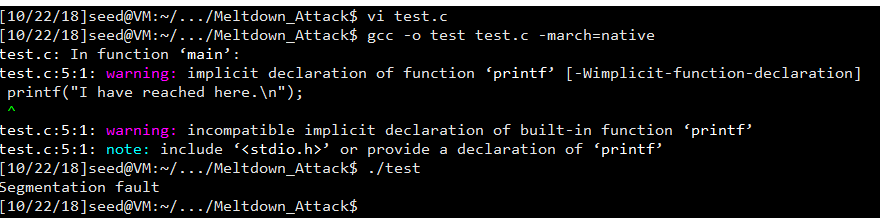 [10/22/18]seed@VM:~/.../Meltdown_Attack$ vi test.c
[10/22/18]seed@VM:~/.../Meltdown_Attack$ gcc -o test test.c -march=native
test.c: In function ‘main’:
test.c:5:1: warning: implicit declaration of function ‘printf’ [-Wimplicit-function-declaration]
 printf("I have reached here.\n");
 ^
test.c:5:1: warning: incompatible implicit declaration of built-in function ‘printf’
test.c:5:1: note: include ‘<stdio.h>’ or provide a declaration of ‘printf’
[10/22/18]seed@VM:~/.../Meltdown_Attack$ ./test
Segmentation fault
[10/22/18]seed@VM:~/.../Meltdown_Attack$